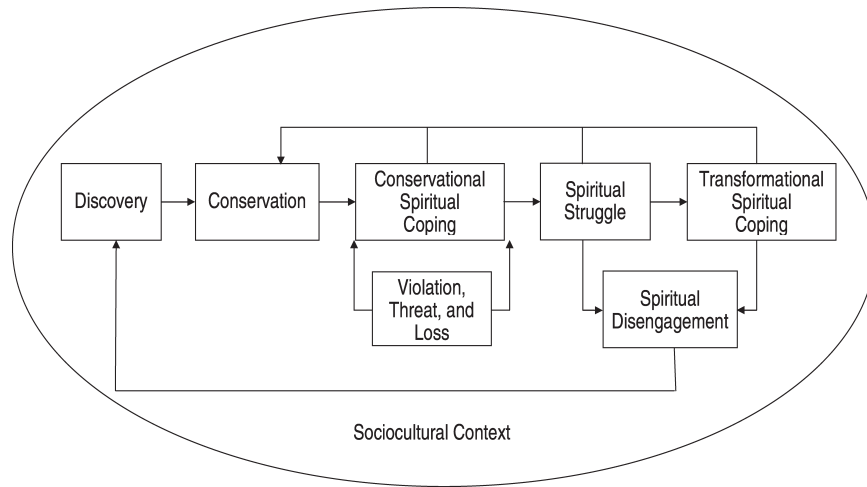 Discovery
Conservation
Conservational
Spiritual
Coping
Spiritual
Struggle
Transformational
Spiritual
Coping
Violation,
Threat, and
Loss
Spiritual
Disengagement
Sociocultural Context